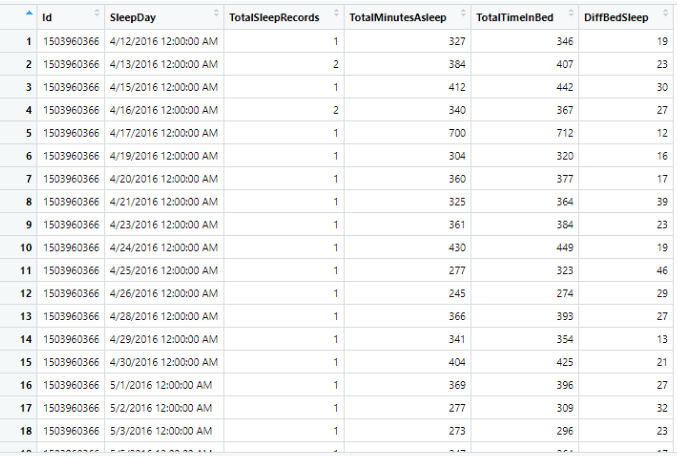 Id SleepDay TotalSleepRecords TotalMinutesAsleep TotalTimeInBed DiffBedSleep
1 1503960366 4/12/2016 12:00:00 AM 1 327 346 19
2 1503960366 4/13/2016 12:00:00 AM 2 384 407 23
3 1503960366 4/15/2016 12:00:00 AM 1 412 442 30
4 1503960366 4/16/2016 12:00:00 AM 2 340 367 27
5 1503960366 4/17/2016 12:00:00 AM 1 700 712 12
6 1503960366 4/19/2016 12:00:00 AM 1 304 320 16
7 1503960366 4/20/2016 12:00:00 AM 1 360 377 17
8 1503960366 4/21/2016 12:00:00 AM 1 325 364 39
9 1503960366 4/23/2016 12:00:00 AM 1 361 384 23
10 1503960366 4/24/2016 12:00:00 AM 1 430 449 19
11 1503960366 4/25/2016 12:00:00 AM 1 277 323 46
12 1503960366 4/26/2016 12:00:00 AM 1 245 274 29
13 1503960366 4/28/2016 12:00:00 AM 1 366 393 27
14 1503960366 4/29/2016 12:00:00 AM 1 341 354 13
15 1503960366 4/30/2016 12:00:00 AM 1 404 425 21
16 1503960366 5/1/2016 12:00:00 AM 1 369 396 27
17 1503960366 5/2/2016 12:00:00 AM 1 277 309 32
18 1503960366 5/3/2016 12:00:00 AM 1 273 296 23